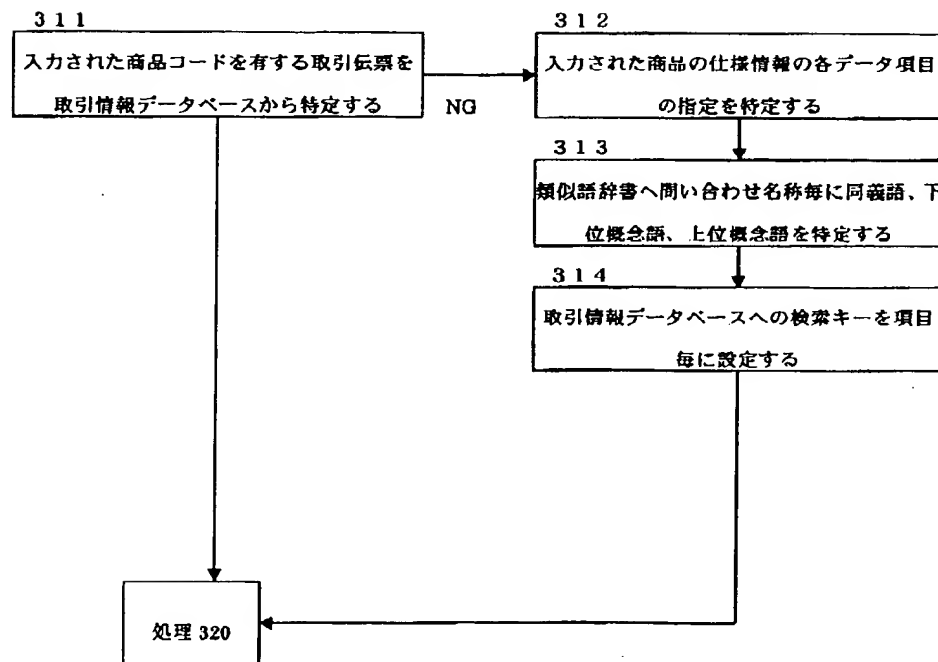 311
入力された商品コードを有する取引伝票を
取引情報データベースから特定する
NG
312
入力された商品の仕様情報の各データ項目
の指定を特定する
313
類似語辞書へ問い合わせ名称毎に同義語、下
位概念語、上位概念語を特定する
314
取引情報データベースへの検索キーを項目
毎に設定する
処理320